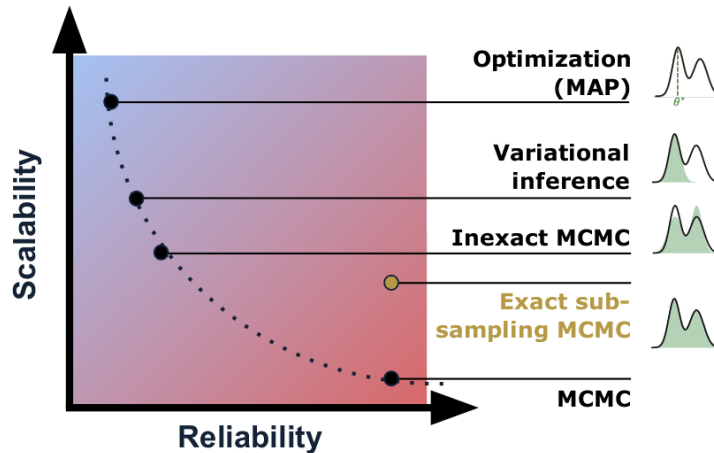 Optimization
(MAP)
θ*
Variational
inference
Inexact MCMC
Exact sub-
sampling MCMC
MCMC
Scalability
Reliability